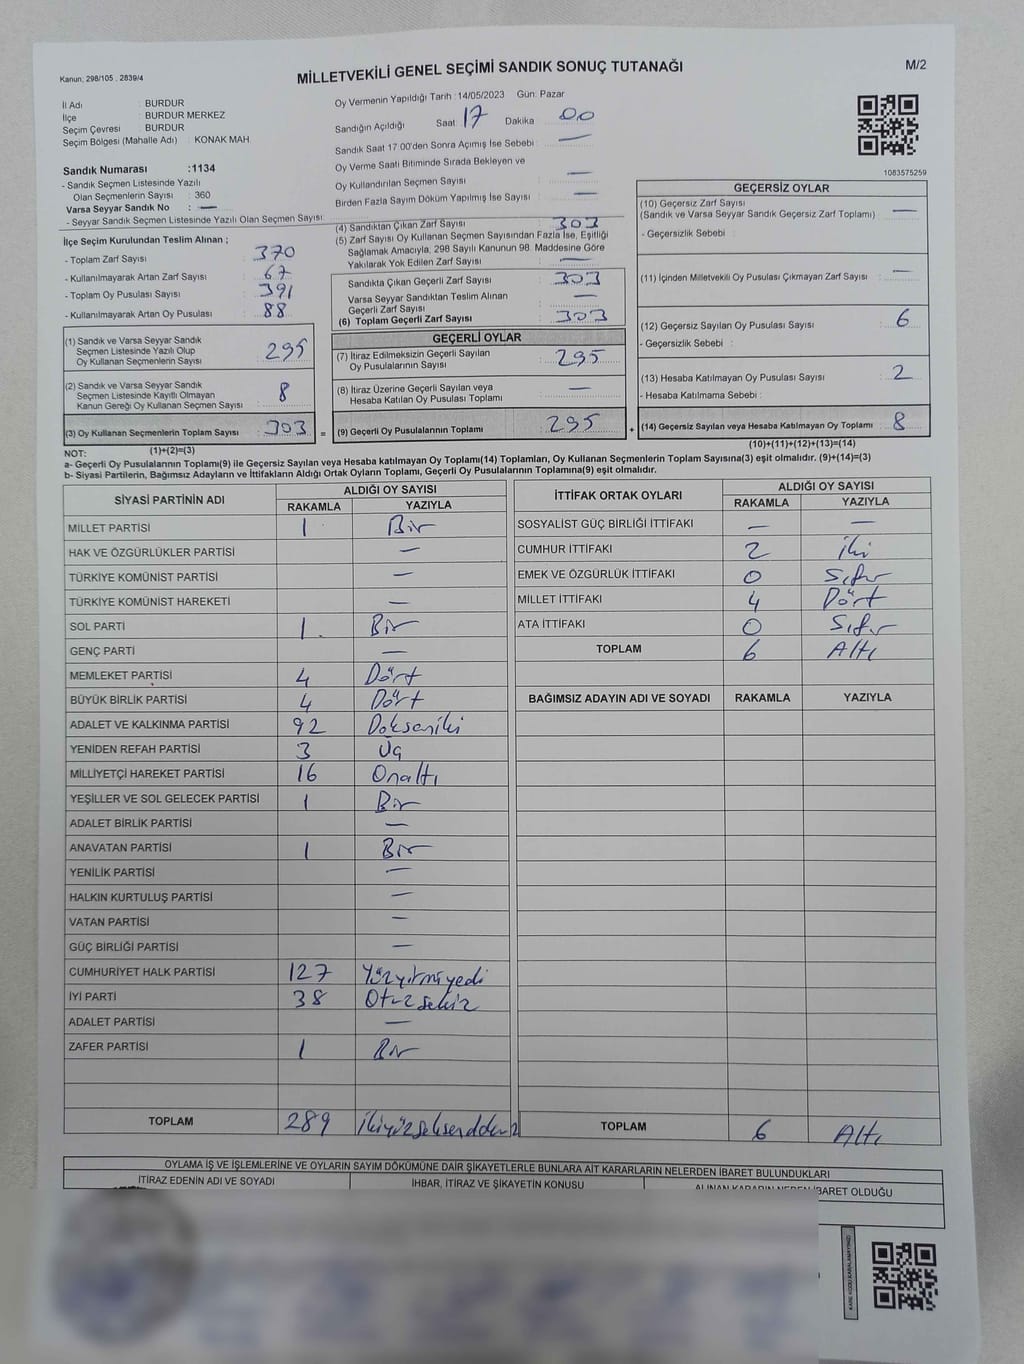 Kanun; 298/105 , 2839/4
MİLLETVEKİLİ GENEL SEÇİMİ SANDIK SONUÇ TUTANAĞI
M/2
İl Adı : BURDUR
İlçe : BURDUR MERKEZ
Seçim Çevresi : BURDUR
Seçim Bölgesi (Mahalle Adı) : KONAK MAH
Sandık Numarası :1134
- Sandık Seçmen Listesinde Yazılı
Olan Seçmenlerin Sayısı : 360
Varsa Seyyar Sandık No : —
- Seyyar Sandık Seçmen Listesinde Yazılı Olan Seçmen Sayısı:
Oy Vermenin Yapıldığı Tarih :14/05/2023 Gün: Pazar
Sandığın Açıldığı Saat: 17 Dakika : 00
Sandık Saat 17:00'den Sonra Açımış İse Sebebi : —
Oy Verme Saati Bitiminde Sırada Bekleyen ve
Oy Kullandırılan Seçmen Sayısı : —
Birden Fazla Sayım Döküm Yapılmış İse Sayısı : —
1083575259
İlçe Seçim Kurulundan Teslim Alınan ;
- Toplam Zarf Sayısı : 370
- Kullanılmayarak Artan Zarf Sayısı : 67
- Toplam Oy Pusulası Sayısı : 391
- Kullanılmayarak Artan Oy Pusulası : 88
(1) Sandık ve Varsa Seyyar Sandık
Seçmen Listesinde Yazılı Olup
Oy Kullanan Seçmenlerin Sayısı : 295
(2) Sandık ve Varsa Seyyar Sandık
Seçmen Listesinde Kayıtlı Olmayan
Kanun Gereği Oy Kullanan Seçmen Sayısı : 8
(3) Oy Kullanan Seçmenlerin Toplam Sayısı : 303 =
(4) Sandıktan Çıkan Zarf Sayısı : 303
(5) Zarf Sayısı Oy Kullanan Seçmen Sayısından Fazla İse, Eşitliği
Sağlamak Amacıyla, 298 Sayılı Kanunun 98. Maddesine Göre
Yakılarak Yok Edilen Zarf Sayısı : —
Sandıkta Çıkan Geçerli Zarf Sayısı : 303
Varsa Seyyar Sandıktan Teslim Alınan
Geçerli Zarf Sayısı : —
(6) Toplam Geçerli Zarf Sayısı : 303
GEÇERLİ OYLAR
(7) İtiraz Edilmeksizin Geçerli Sayılan
Oy Pusulalarının Sayısı : 295
(8) İtiraz Üzerine Geçerli Sayılan veya
Hesaba Katılan Oy Pusulası Toplamı : —
(9) Geçerli Oy Pusulalarının Toplamı : 295 +
GEÇERSİZ OYLAR
(10) Geçersiz Zarf Sayısı
(Sandık ve Varsa Seyyar Sandık Geçersiz Zarf Toplamı) : —
- Geçersizlik Sebebi :
(11) İçinden Milletvekili Oy Pusulası Çıkmayan Zarf Sayısı : —
(12) Geçersiz Sayılan Oy Pusulası Sayısı : 6
- Geçersizlik Sebebi :
(13) Hesaba Katılmayan Oy Pusulası Sayısı : 2
- Hesaba Katılmama Sebebi :
(14) Geçersiz Sayılan veya Hesaba Katılmayan Oy Toplamı : 8
NOT: (1)+(2)=(3)
(10)+(11)+(12)+(13)=(14)
a- Geçerli Oy Pusulalarının Toplamı(9) ile Geçersiz Sayılan veya Hesaba katılmayan Oy Toplamı(14) Toplamları, Oy Kullanan Seçmenlerin Toplam Sayısına(3) eşit olmalıdır. (9)+(14)=(3)
b- Siyasi Partilerin, Bağımsız Adayların ve İttifakların Aldığı Ortak Oyların Toplamı, Geçerli Oy Pusulalarının Toplamına(9) eşit olmalıdır.
SİYASİ PARTİNİN ADI ALDIĞI OY SAYISI
RAKAMLA YAZIYLA
MİLLET PARTİSİ 1 Bir
HAK VE ÖZGÜRLÜKLER PARTİSİ —
TÜRKİYE KOMÜNİST PARTİSİ —
TÜRKİYE KOMÜNİST HAREKETİ —
SOL PARTİ 1. Bir
GENÇ PARTİ —
MEMLEKET PARTİSİ 4 Dört
BÜYÜK BİRLİK PARTİSİ 4 Dört
ADALET VE KALKINMA PARTİSİ 92 Doksaniki
YENİDEN REFAH PARTİSİ 3 Üç
MİLLİYETÇİ HAREKET PARTİSİ 16 Onaltı
YEŞİLLER VE SOL GELECEK PARTİSİ 1 Bir
ADALET BİRLİK PARTİSİ —
ANAVATAN PARTİSİ 1 Bir
YENİLİK PARTİSİ —
HALKIN KURTULUŞ PARTİSİ —
VATAN PARTİSİ —
GÜÇ BİRLİĞİ PARTİSİ —
CUMHURİYET HALK PARTİSİ 127 Yüzyirmiyedi
İYİ PARTİ 38 Otuzsekiz
ADALET PARTİSİ —
ZAFER PARTİSİ 1 Bir
TOPLAM 289
İTTİFAK ORTAK OYLARI ALDIĞI OY SAYISI
RAKAMLA YAZIYLA
SOSYALİST GÜÇ BİRLİĞİ İTTİFAKI — —
CUMHUR İTTİFAKI 2 İki
EMEK VE ÖZGÜRLÜK İTTİFAKI 0 Sıfır
MİLLET İTTİFAKI 4 Dört
ATA İTTİFAKI 0 Sıfır
TOPLAM 6 Altı
BAĞIMSIZ ADAYIN ADI VE SOYADI RAKAMLA YAZIYLA
TOPLAM 6 Altı
OYLAMA İŞ VE İŞLEMLERİNE VE OYLARIN SAYIM DÖKÜMÜNE DAİR ŞİKAYETLERLE BUNLARA AİT KARARLARIN NELERDEN İBARET BULUNDUKLARI
İTİRAZ EDENİN ADI VE SOYADI İHBAR, İTİRAZ VE ŞİKAYETİN KONUSU ALINAN KARARIN NEDEN İBARET OLDUĞU
KARE KODU KARALAMAYINIZ!